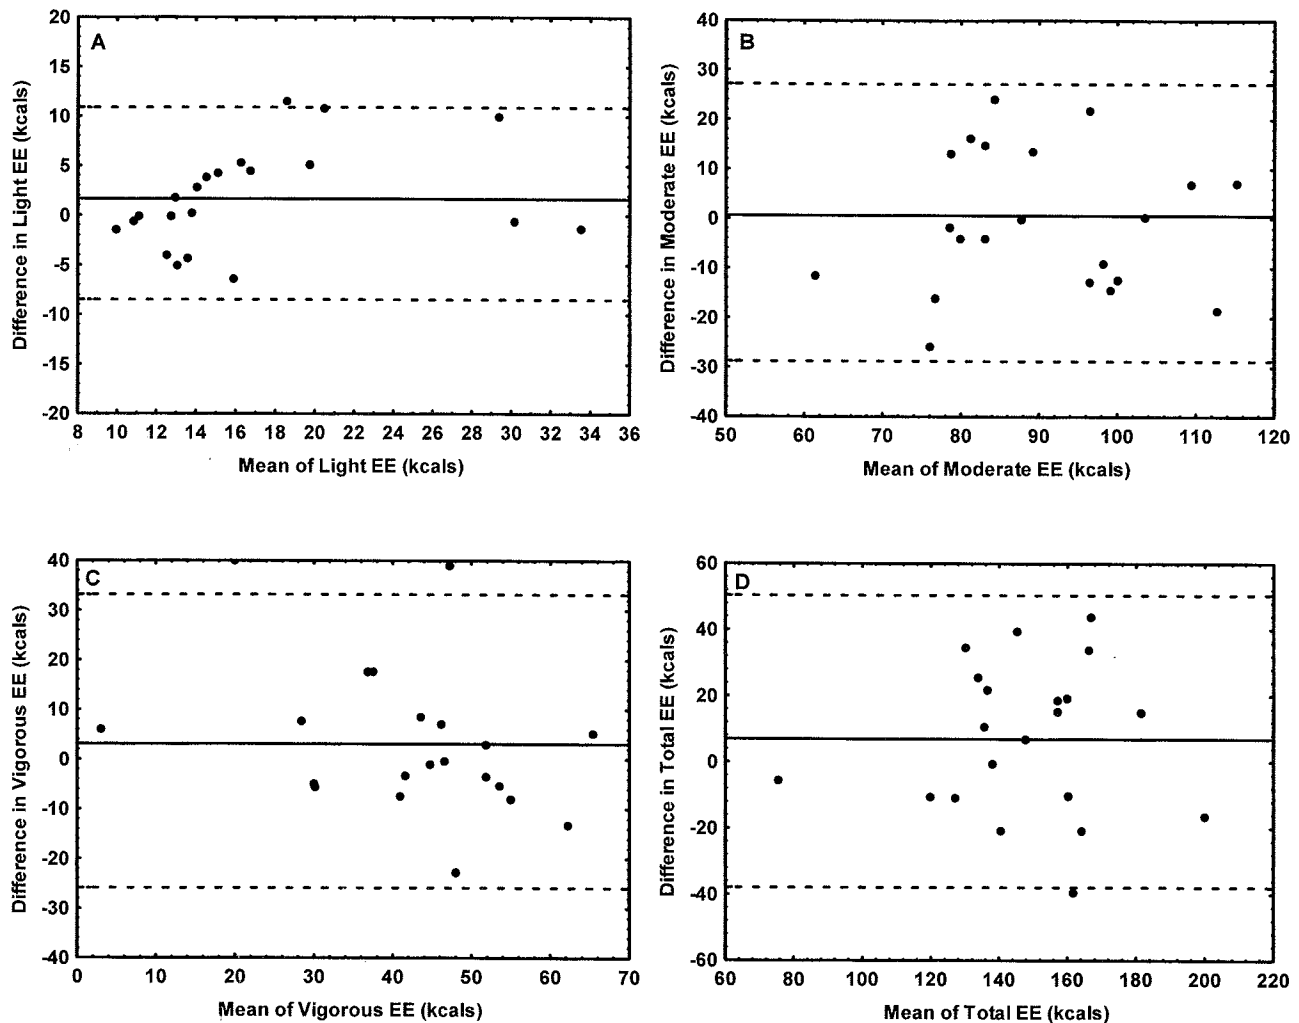 A
Difference in Light EE (kcals)
20
15
10
5
0
-5
-10
-15
-20
8 10 12 14 16 18 20 22 24 26 28 30 32 34 36
Mean of Light EE (kcals)
B
Difference in Moderate EE (kcals)
40
30
20
10
0
-10
-20
-30
-40
50 60 70 80 90 100 110 120
Mean of Moderate EE (kcals)
C
Difference in Vigorous EE (kcals)
40
30
20
10
0
-10
-20
-30
-40
0 10 20 30 40 50 60 70
Mean of Vigorous EE (kcals)
D
Difference in Total EE (kcals)
60
40
20
0
-20
-40
-60
60 80 100 120 140 160 180 200 220
Mean of Total EE (kcals)